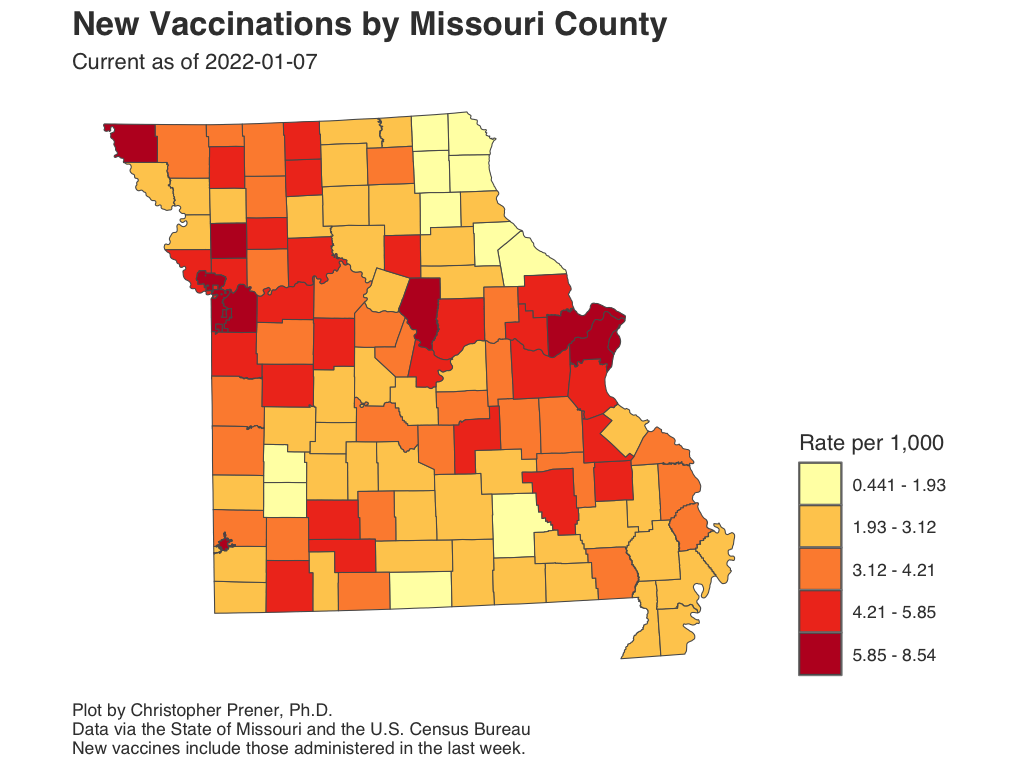 New Vaccinations by Missouri County
Current as of 2022-01-07
Rate per 1,000
0.441 - 1.93
1.93 - 3.12
3.12 - 4.21
4.21 - 5.85
5.85 - 8.54
Plot by Christopher Prener, Ph.D.
Data via the State of Missouri and the U.S. Census Bureau
New vaccines include those administered in the last week.